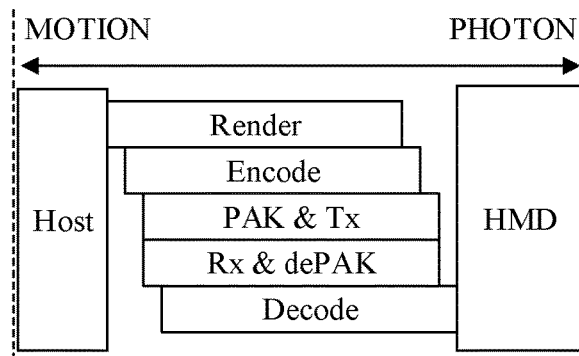 MOTION PHOTON
Render
Encode
Host PAK & Tx HMD
Rx & dePAK
Decode